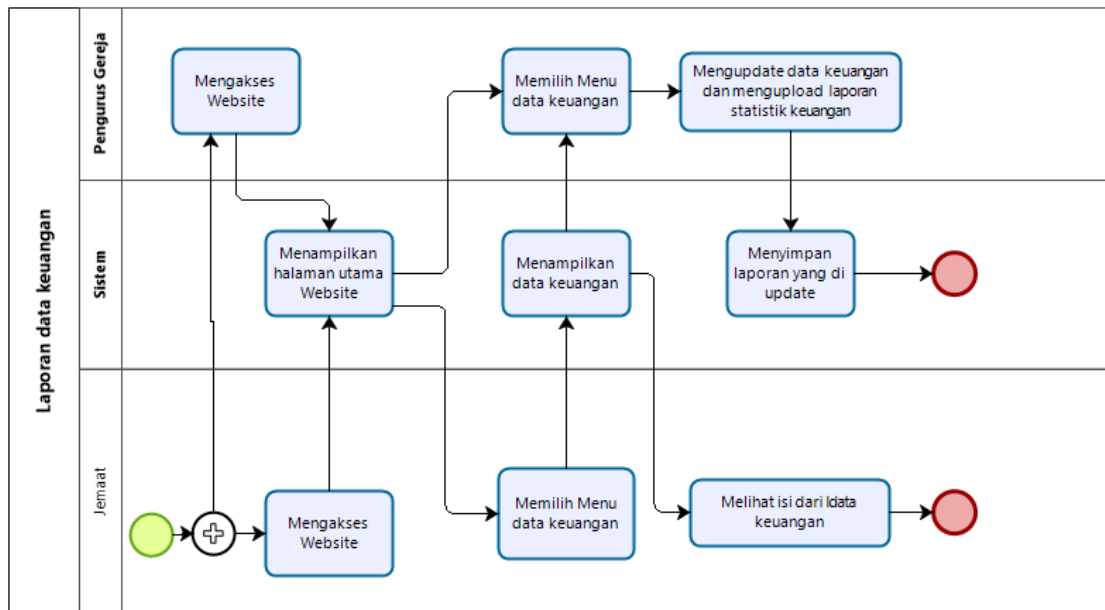 Laporan data keuangan
Pengurus Gereja
Mengakses
Website
Memilih Menu
data keuangan
Mengupdate data keuangan
dan mengupload laporan
statistik keuangan
Sistem
Menampilkan
halaman utama
Website
Menampilkan
data keuangan
Menyimpan
laporan yang di
update
Jemaat
Mengakses
Website
Memilih Menu
data keuangan
Melihat isi dari ldata
keuangan